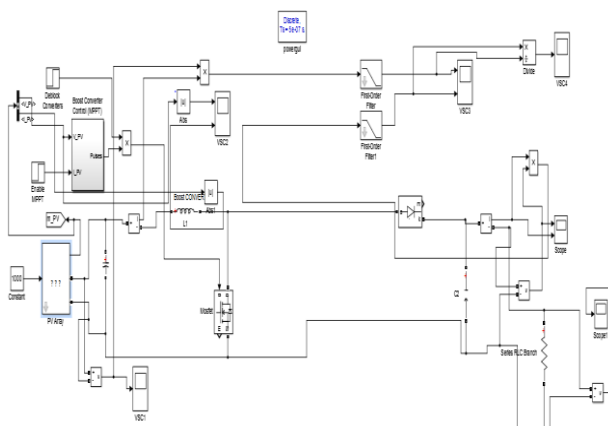 Discrete,
Ts = 5e-07 s
powergui
Deblock
Converters
Boost Converter
Control (MPPT)
V_PV
I_PV
Pulses
Enable
MPPT
|u|
Abs
VSC2
|u|
Abs1
First-Order
Filter
First-Order
Filter1
VSC3
Divide
VSC4
Boost CONVER
L1
m_PV
1000
Constant
? ? ?
PV Array
Mosfet
C2
Scope
Series RLC Branch
Scope1
VSC1